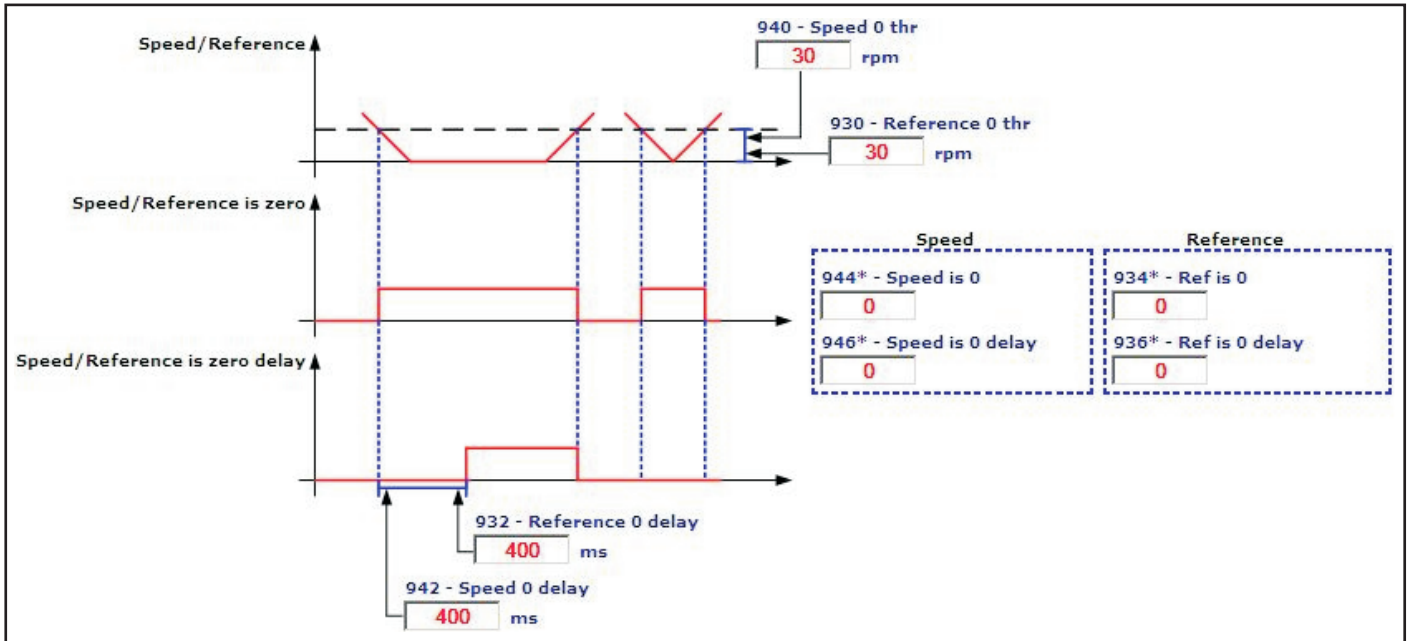 940 - Speed 0 thr
Speed/Reference
30 rpm
930 - Reference 0 thr
30 rpm
Speed/Reference is zero
Speed
Reference
944* - Speed is 0
934* - Ref is 0
0
0
946* - Speed is 0 delay
936* - Ref is 0 delay
Speed/Reference is zero delay
0
0
932 - Reference 0 delay
400 ms
942 - Speed 0 delay
400 ms